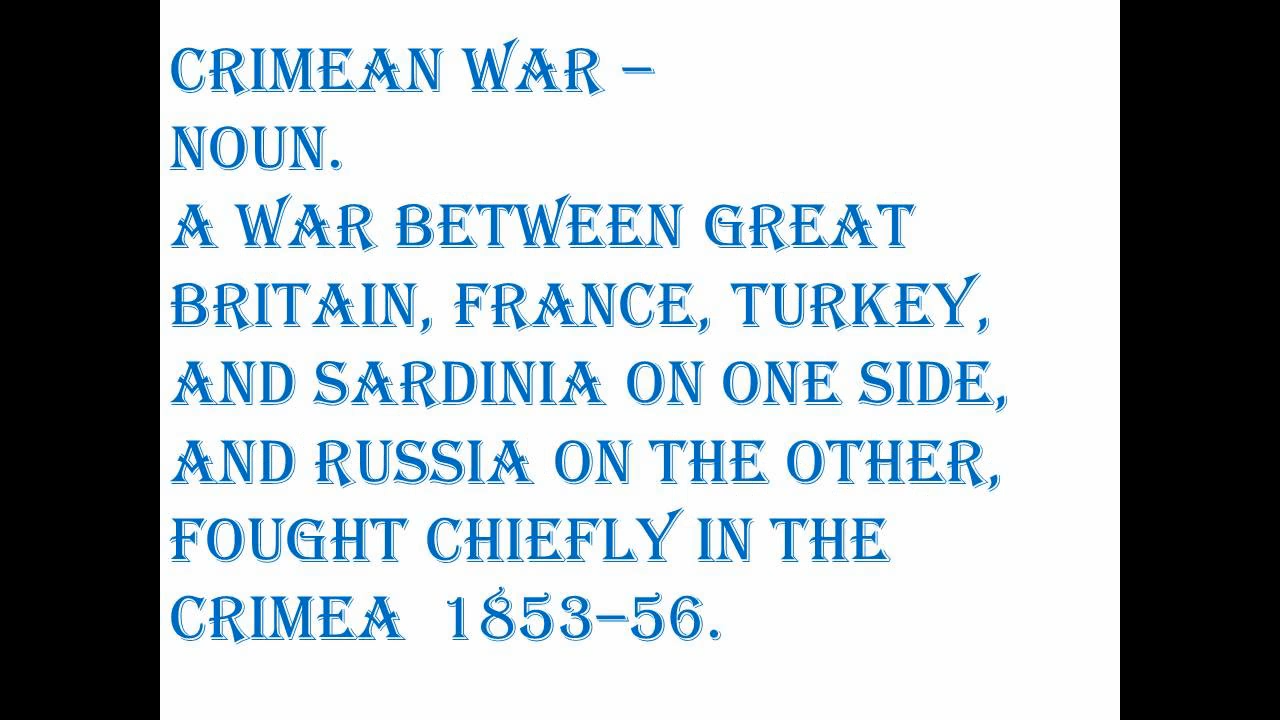 CRIMEAN WAR –
NOUN.
A WAR BETWEEN GREAT
BRITAIN, FRANCE, TURKEY,
AND SARDINIA ON ONE SIDE,
AND RUSSIA ON THE OTHER,
FOUGHT CHIEFLY IN THE
CRIMEA  1853–56.